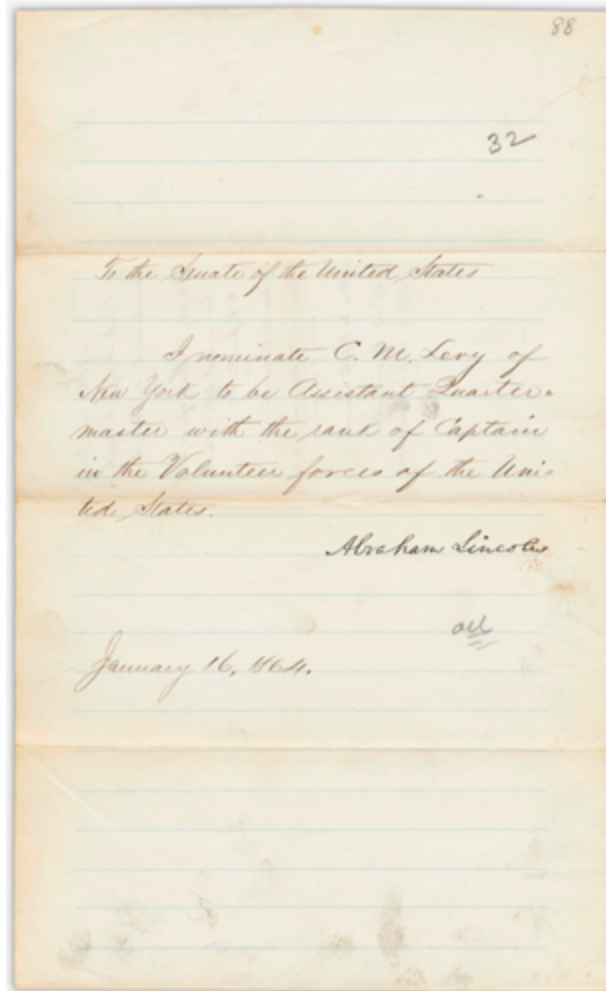 88
32
To the Senate of the United States
I nominate C. M. Levy of
New York to be Assistant Quarter-
master with the rank of Captain
in the Volunteer forces of the Uni-
ted States.
Abraham Lincoln
January 16, 1864.